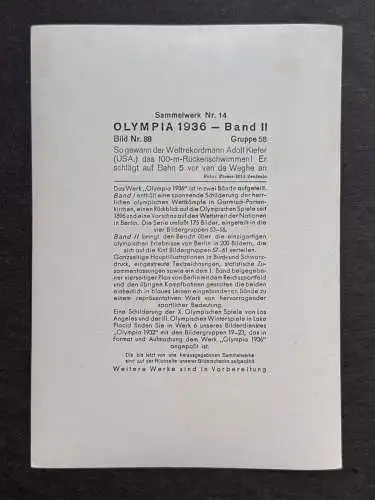 Sammelwerk Nr. 14
OLYMPIA 1936 — Band II
Bild Nr. 88 Gruppe 58
So gewann der Weltrekordmann Adolf Kiefer
(USA.) das 100-m-Rückenschwimmen! Er
schlägt auf Bahn 5 vor van de Weghe an
Das Werk „Olympia 1936" ist in zwei Bände aufgeteilt.
Band I enthält eine spannende Schilderung der herr-
lichen olympischen Wettkämpfe in Garmisch-Parten-
kirchen, einen Rückblick auf die Olympischen Spiele seit
1896 und eine Vorschau auf den Wettstreit der Nationen
in Berlin. Die Serie umfaßt 175 Bilder, eingeteilt in die
vier Bildergruppen 53—56.
Band II bringt den Bericht über die einzigartigen
olympischen Erlebnisse von Berlin in 200 Bildern, die
sich auf die fünf Bildergruppen 57—61 verteilen.
Ganzseitige Hauptillustrationen in Bunt- und Schwarz-
druck, eingestreute Textzeichnungen, statistische Zu-
sammenfassungen sowie ein dem I. Band beigegebe-
ner vierseitiger Plan von Berlin mit dem Reichssportfeld
und den übrigen Kampfbahnen gestalten die beiden
einheitlich in blaues Leinen eingebundenen Bände zu
einem repräsentativen Werk von hervorragender
sportlicher Bedeutung.
Eine Schilderung der X. Olympischen Spiele von Los
Angeles und der III. Olympischen Winterspiele in Lake
Placid finden Sie in Werk 6 unseres Bilderdienstes
„Olympia 1932" mit den Bildergruppen 19—23, das in
Format und Aufmachung dem Werk „Olympia 1936"
angepaßt ist.
Die bis jetzt von uns herausgegebenen Sammelwerke
sind auf der Rückseite unserer Bilderschecks aufgezählt
Weitere Werke sind in Vorbereitung